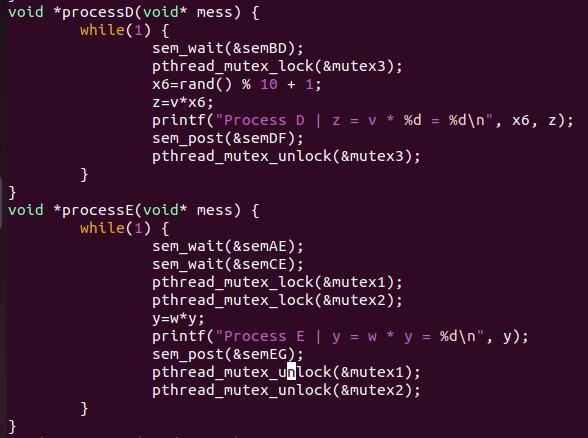 void *processD(void* mess) {
        while(1) {
                sem_wait(&semBD);
                pthread_mutex_lock(&mutex3);
                x6=rand() % 10 + 1;
                z=v*x6;
                printf("Process D | z = v * %d = %d\n", x6, z);
                sem_post(&semDF);
                pthread_mutex_unlock(&mutex3);
        }
}
void *processE(void* mess) {
        while(1) {
                sem_wait(&semAE);
                sem_wait(&semCE);
                pthread_mutex_lock(&mutex1);
                pthread_mutex_lock(&mutex2);
                y=w*y;
                printf("Process E | y = w * y = %d\n", y);
                sem_post(&semEG);
                pthread_mutex_unlock(&mutex1);
                pthread_mutex_unlock(&mutex2);
        }
}